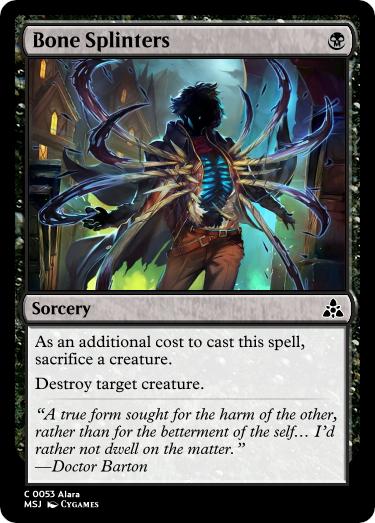 Bone Splinters
Sorcery
As an additional cost to cast this spell,
sacrifice a creature.
Destroy target creature.
“A true form sought for the harm of the other,
rather than for the betterment of the self… I’d
rather not dwell on the matter.”
—Doctor Barton
C 0053 Alara
MSJ Cygames